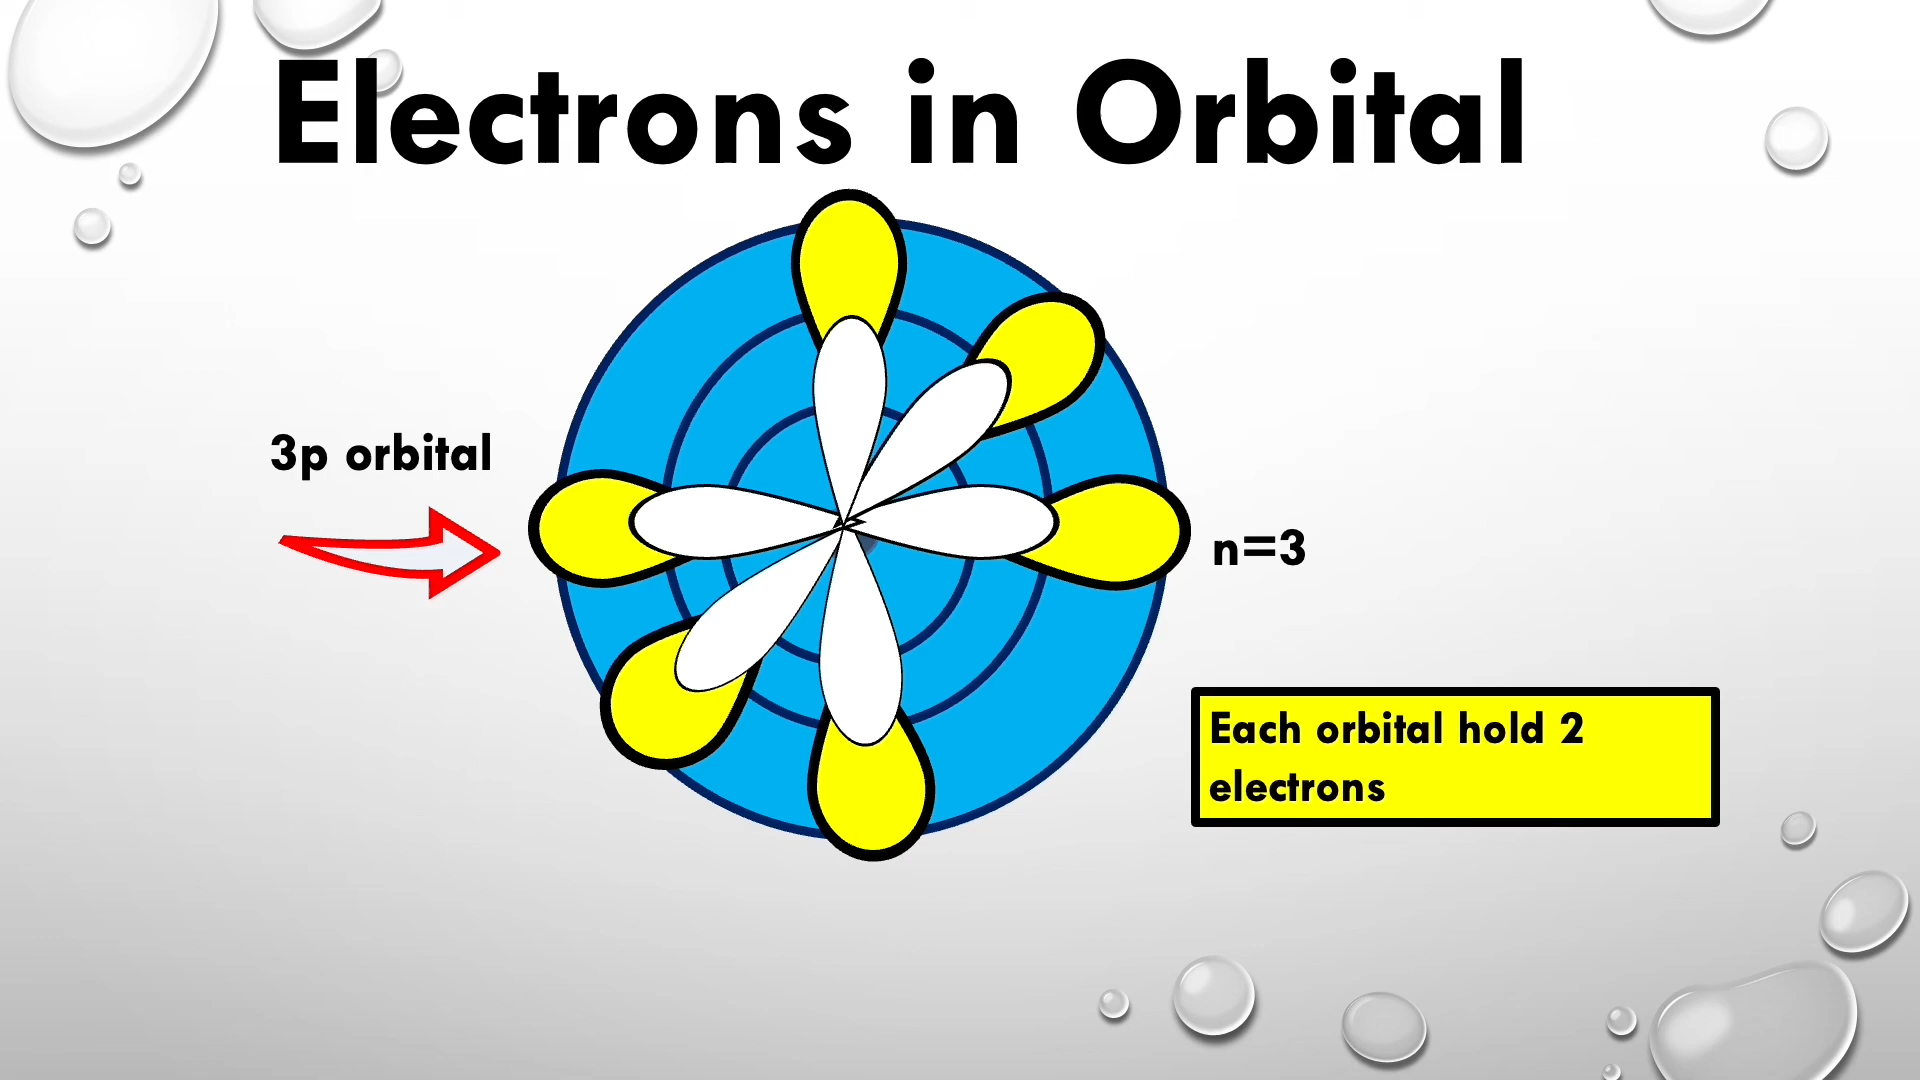 Electrons in Orbital
3p orbital
n=3
Each orbital hold 2
electrons